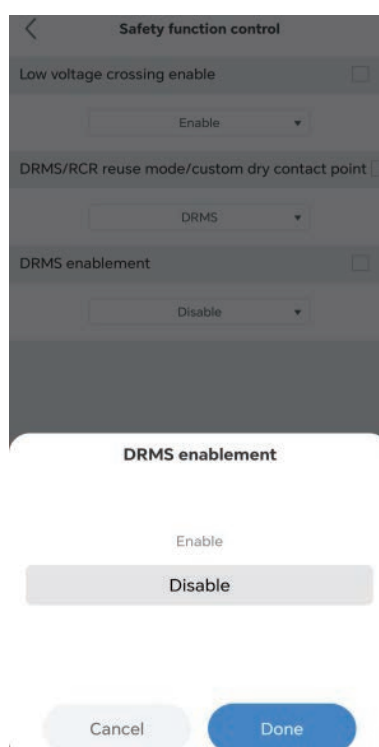 Safety function control
Low voltage crossing enable
Enable
DRMS/RCR reuse mode/custom dry contact point
DRMS
DRMS enablement
Disable
DRMS enablement
Enable
Disable
Cancel
Done